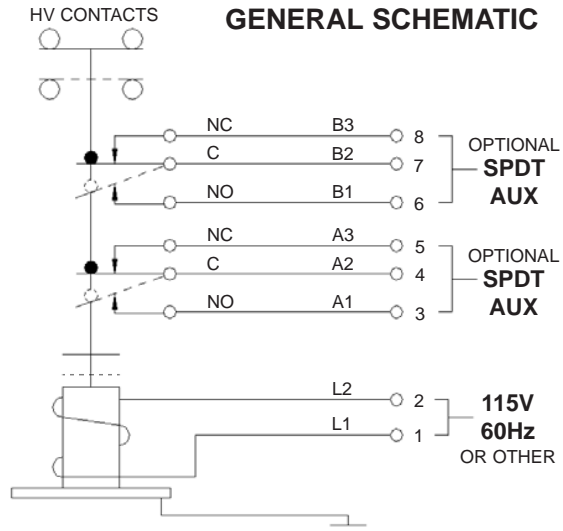 HV CONTACTS
GENERAL SCHEMATIC
NC B3 8
C B2 7
NO B1 6
OPTIONAL
SPDT
AUX
NC A3 5
C A2 4
NO A1 3
OPTIONAL
SPDT
AUX
L2 2
L1 1
115V
60Hz
OR OTHER